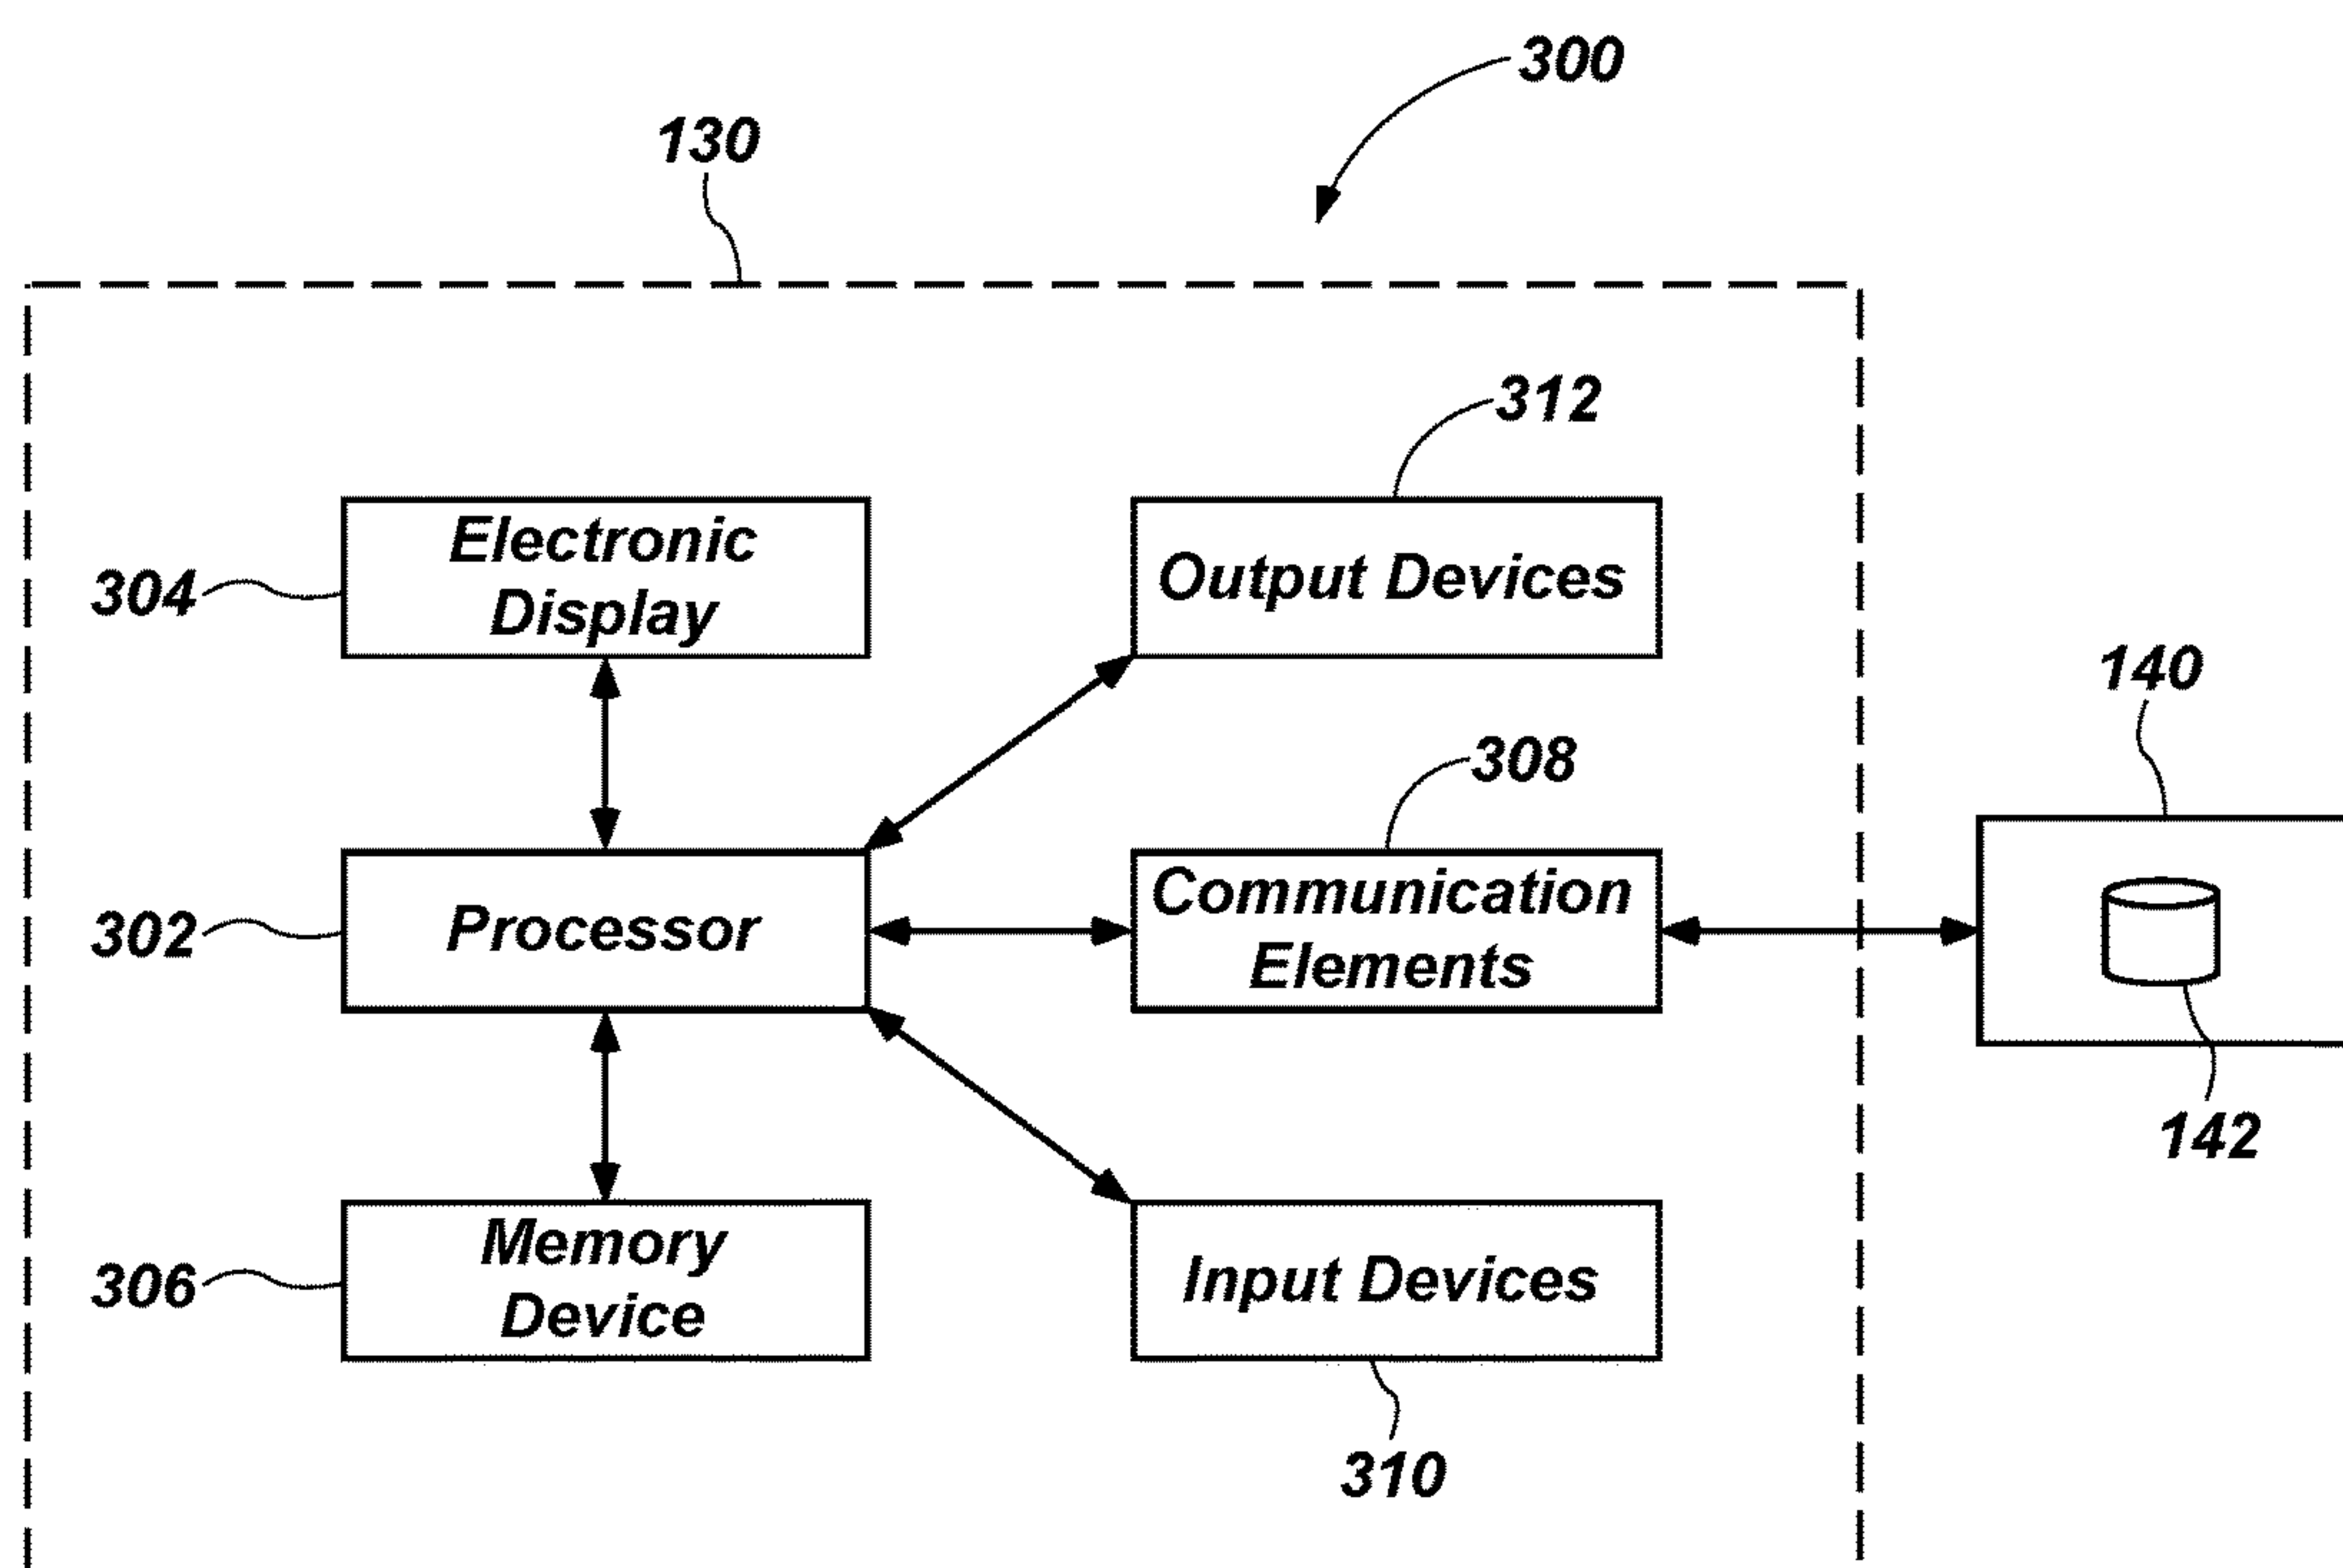 300
130
312
Electronic
Display
Output Devices
304
140
308
Communication
Elements
302
Processor
142
Memory
Device
306
Input Devices
310